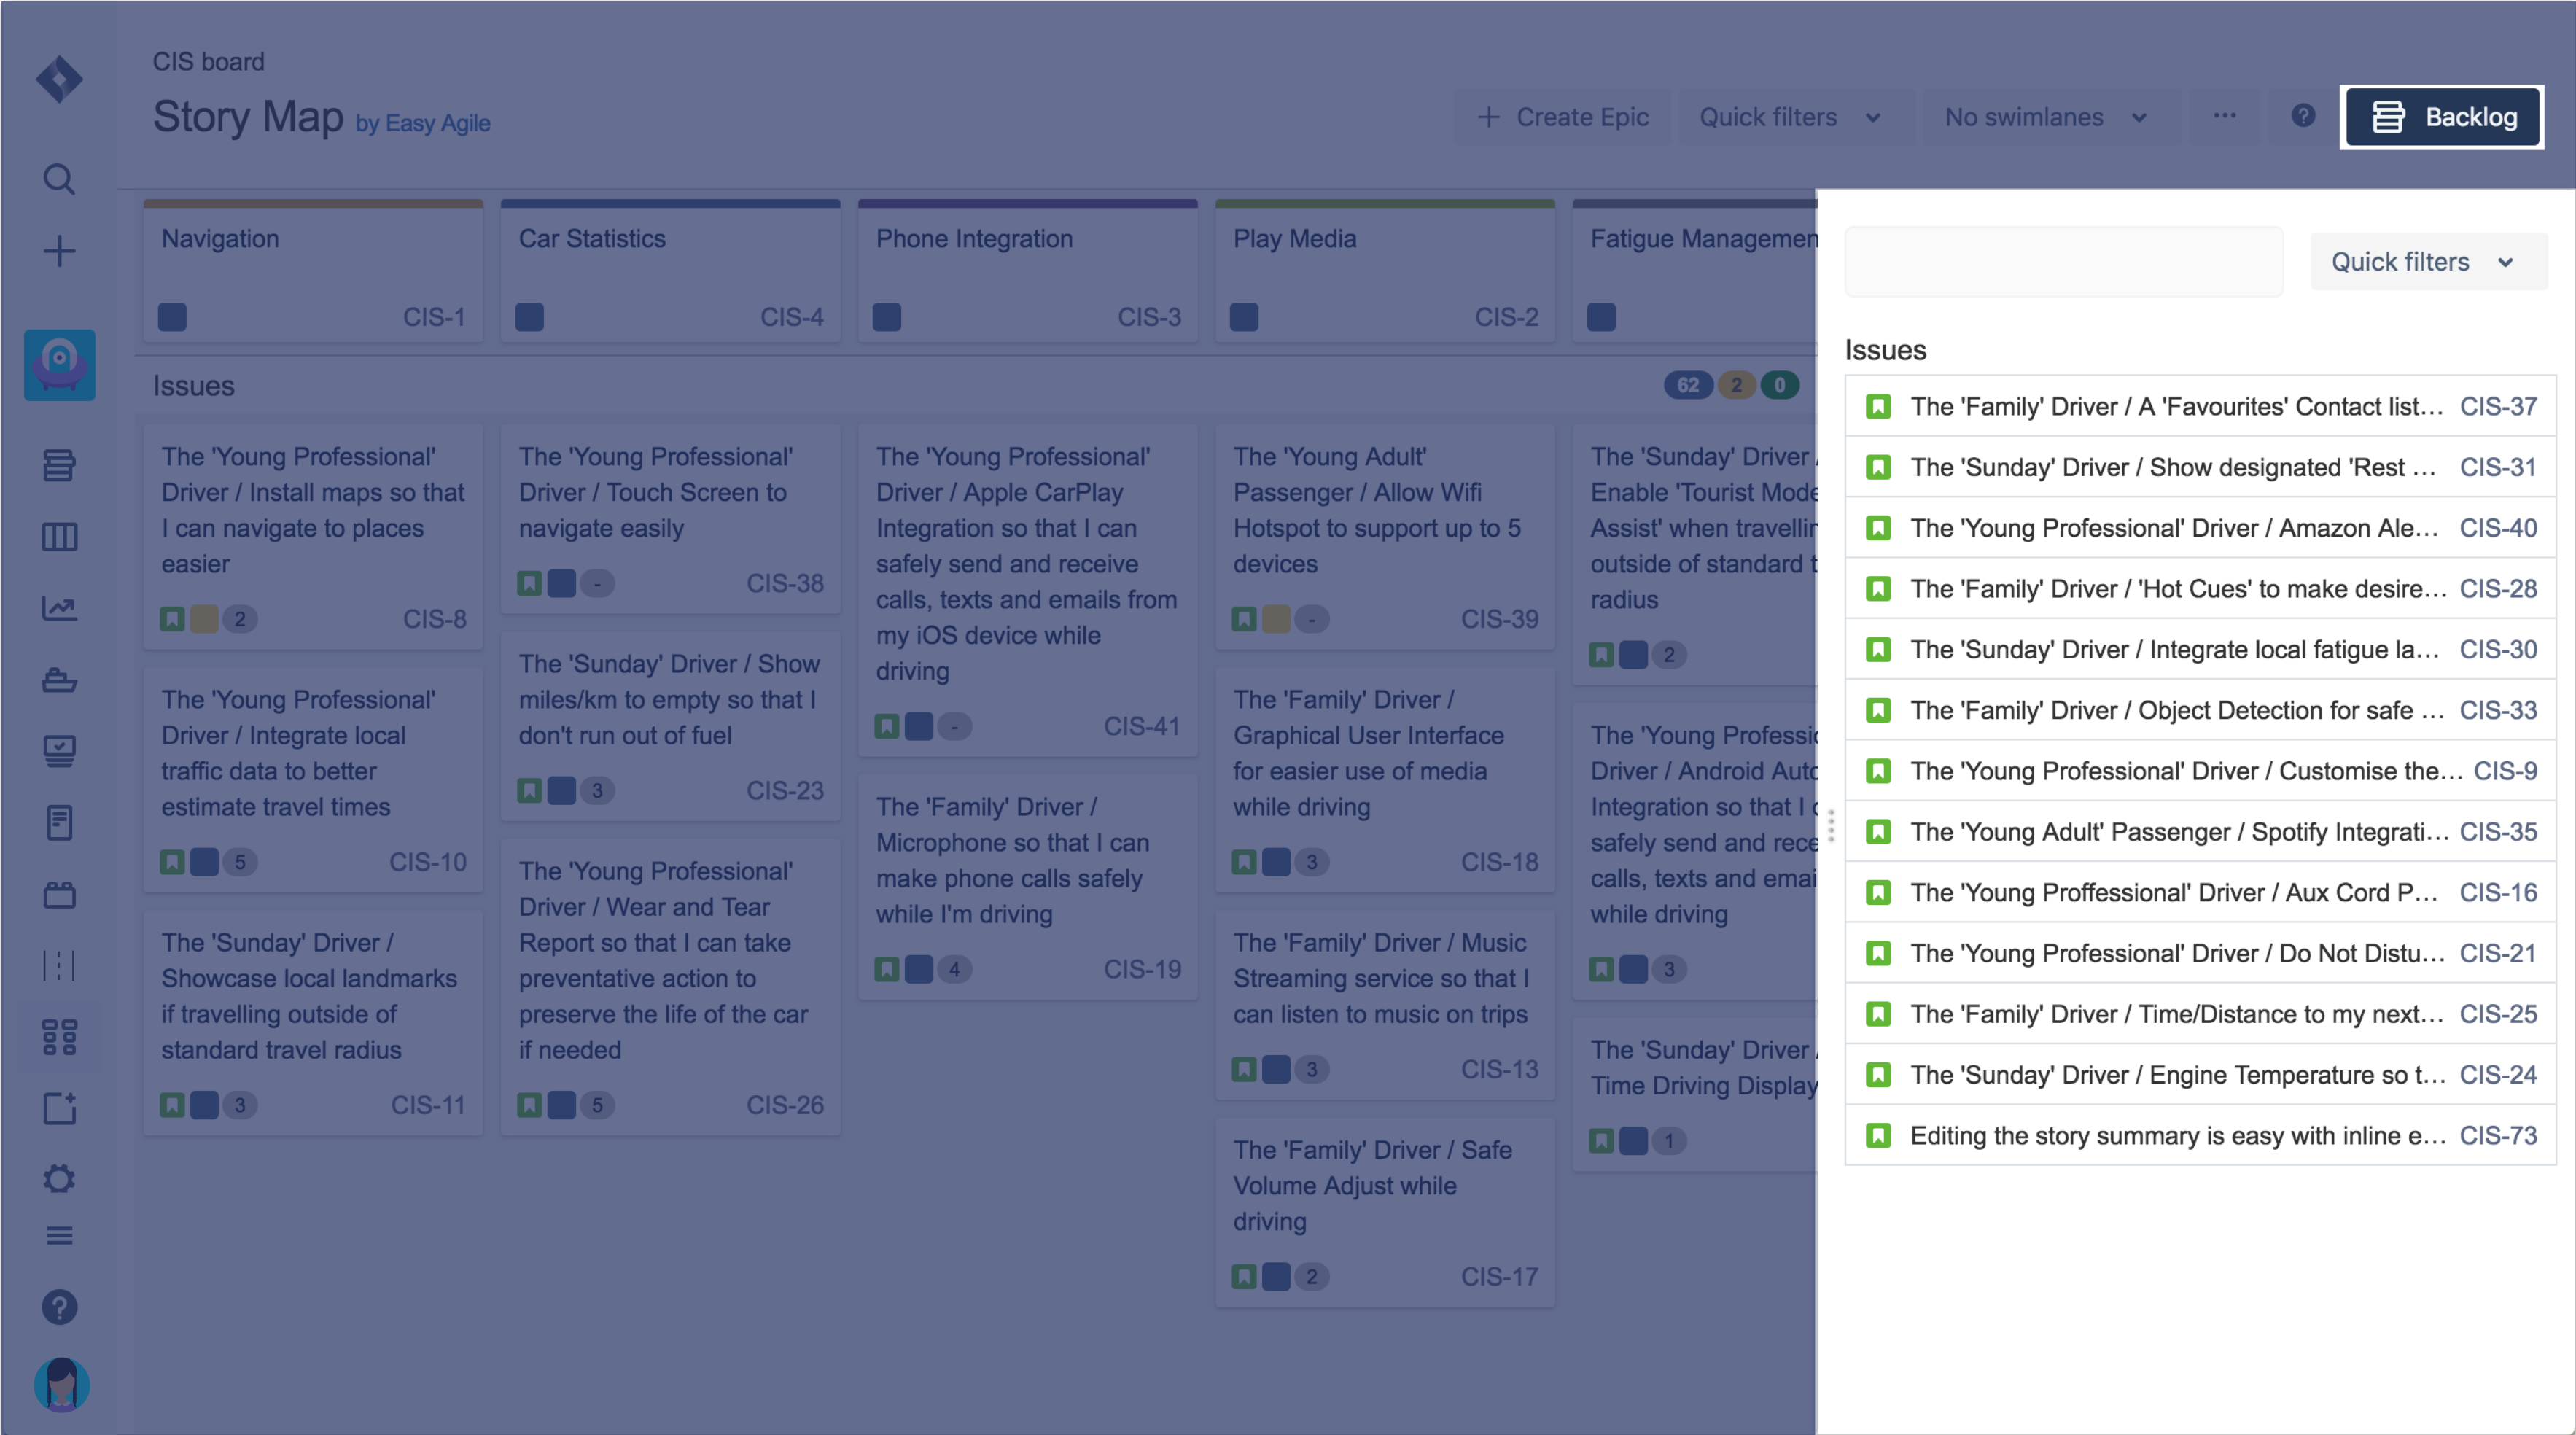 CIS board
Story Map by Easy Agile
Create Epic
Quick filters
No swimlanes
Backlog
Navigation
CIS-1
Car Statistics
CIS-4
Phone Integration
CIS-3
Play Media
CIS-2
Fatigue Managemen
Issues
62 2 0
The 'Young Professional'
Driver / Install maps so that
I can navigate to places
easier
2 CIS-8
The 'Young Professional'
Driver / Integrate local
traffic data to better
estimate travel times
5 CIS-10
The 'Sunday' Driver /
Showcase local landmarks
if travelling outside of
standard travel radius
3 CIS-11
The 'Young Professional'
Driver / Touch Screen to
navigate easily
- CIS-38
The 'Sunday' Driver / Show
miles/km to empty so that I
don't run out of fuel
3 CIS-23
The 'Young Professional'
Driver / Wear and Tear
Report so that I can take
preventative action to
preserve the life of the car
if needed
5 CIS-26
The 'Young Professional'
Driver / Apple CarPlay
Integration so that I can
safely send and receive
calls, texts and emails from
my iOS device while
driving
- CIS-41
The 'Family' Driver /
Microphone so that I can
make phone calls safely
while I'm driving
4 CIS-19
The 'Young Adult'
Passenger / Allow Wifi
Hotspot to support up to 5
devices
- CIS-39
The 'Family' Driver /
Graphical User Interface
for easier use of media
while driving
3 CIS-18
The 'Family' Driver / Music
Streaming service so that I
can listen to music on trips
3 CIS-13
The 'Family' Driver / Safe
Volume Adjust while
driving
2 CIS-17
The 'Sunday' Driver /
Enable 'Tourist Mode
Assist' when travellin
outside of standard t
radius
2
The 'Young Professio
Driver / Android Auto
Integration so that I c
safely send and rece
calls, texts and emai
while driving
3
The 'Sunday' Driver /
Time Driving Display
1
Quick filters
Issues
The 'Family' Driver / A 'Favourites' Contact list... CIS-37
The 'Sunday' Driver / Show designated 'Rest ... CIS-31
The 'Young Professional' Driver / Amazon Ale... CIS-40
The 'Family' Driver / 'Hot Cues' to make desire... CIS-28
The 'Sunday' Driver / Integrate local fatigue la... CIS-30
The 'Family' Driver / Object Detection for safe ... CIS-33
The 'Young Professional' Driver / Customise the... CIS-9
The 'Young Adult' Passenger / Spotify Integrati... CIS-35
The 'Young Proffessional' Driver / Aux Cord P... CIS-16
The 'Young Professional' Driver / Do Not Distu... CIS-21
The 'Family' Driver / Time/Distance to my next... CIS-25
The 'Sunday' Driver / Engine Temperature so t... CIS-24
Editing the story summary is easy with inline e... CIS-73